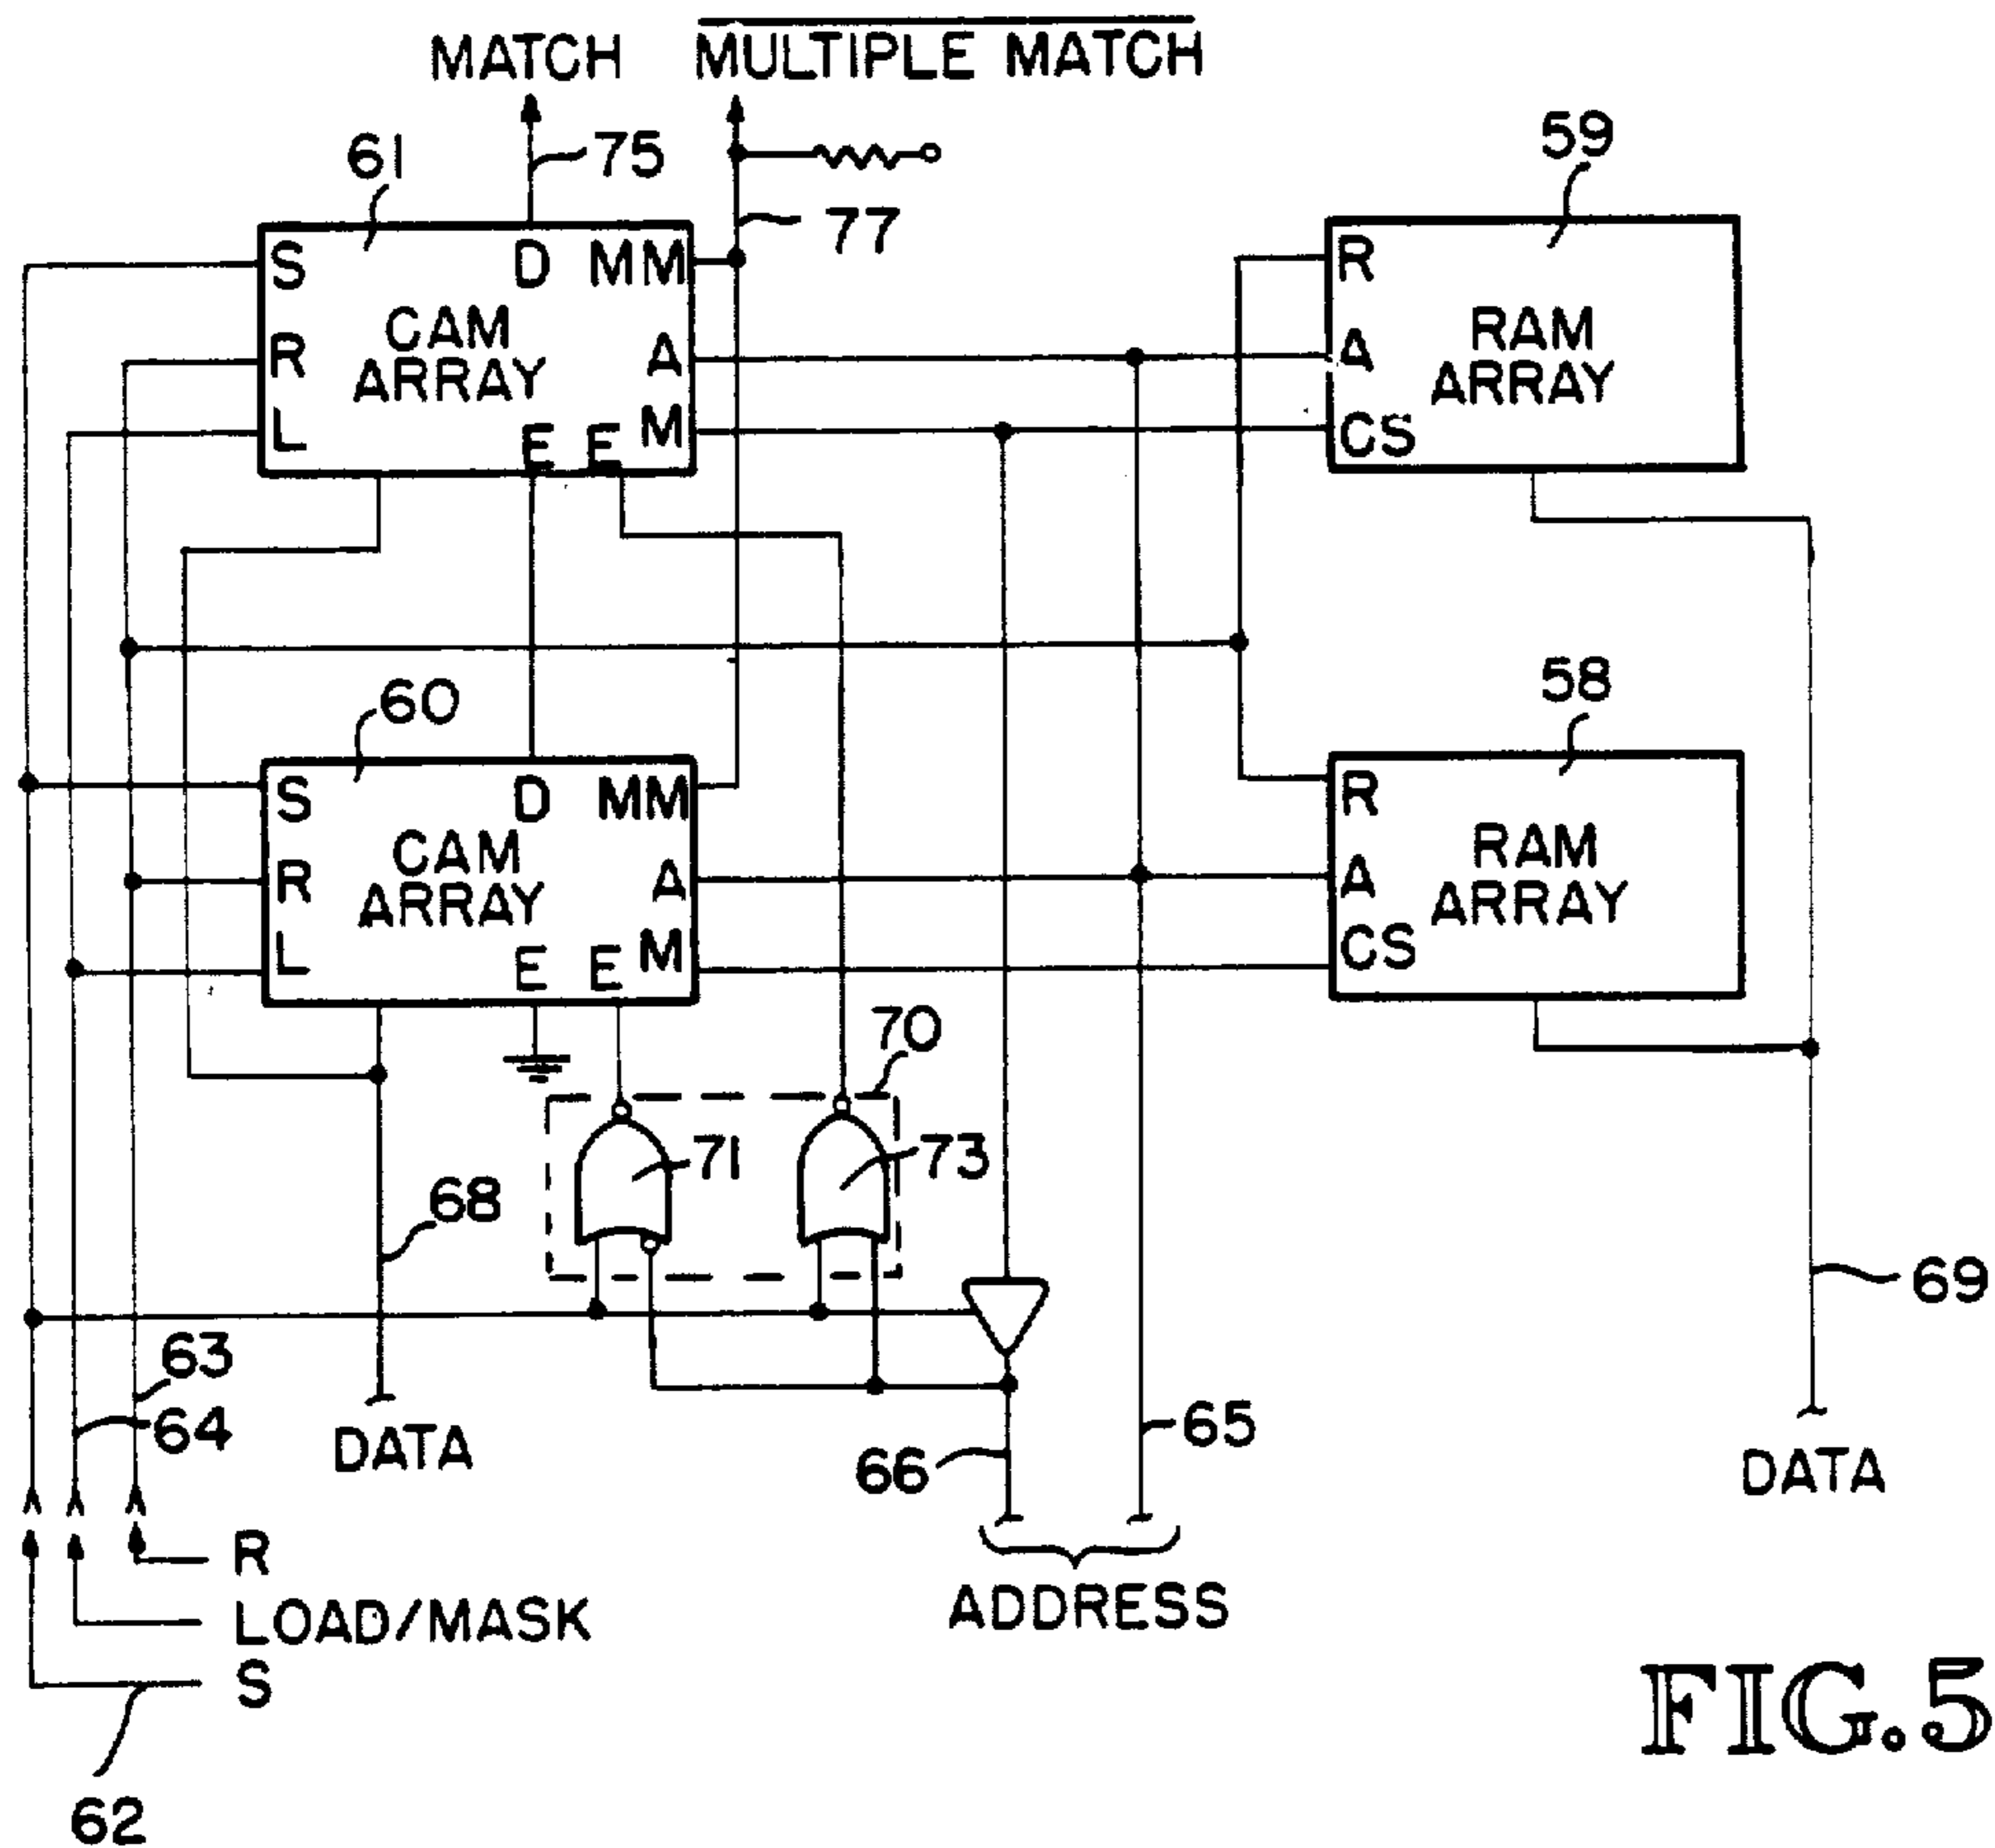 MATCH
MULTIPLE MATCH
61
75
77
59
S D MM
R CAM ARRAY A
L E E M
R
A RAM ARRAY
CS
60
58
S D MM
R CAM ARRAY A
L E E M
R
A RAM ARRAY
CS
70
71
73
68
69
63
64
DATA
66
65
DATA
R
LOAD/MASK
S
ADDRESS
62
FIG.5